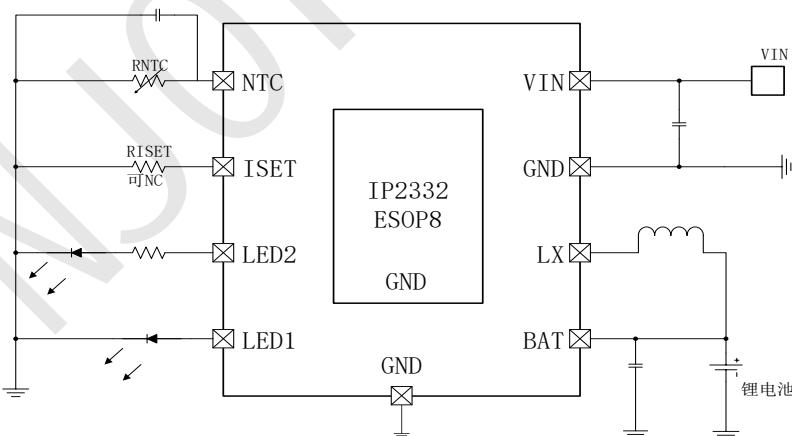 RNTC
NTC
RISET
可NC
ISET
LED2
LED1
IP2332
ESOP8
GND
GND
VIN
VIN
GND
LX
BAT
+
-
锂电池